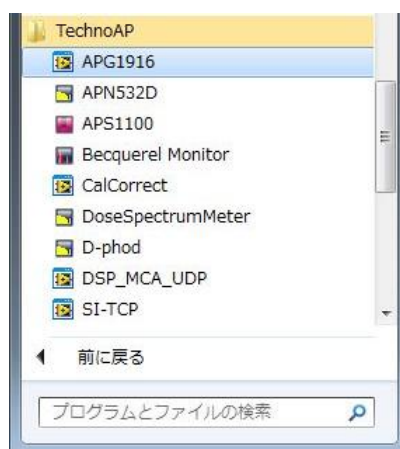 TechnoAP
APG1916
APN532D
APS1100
Becquerel Monitor
CalCorrect
DoseSpectrumMeter
D-phod
DSP_MCA_UDP
SI-TCP
前に戻る
プログラムとファイルの検索